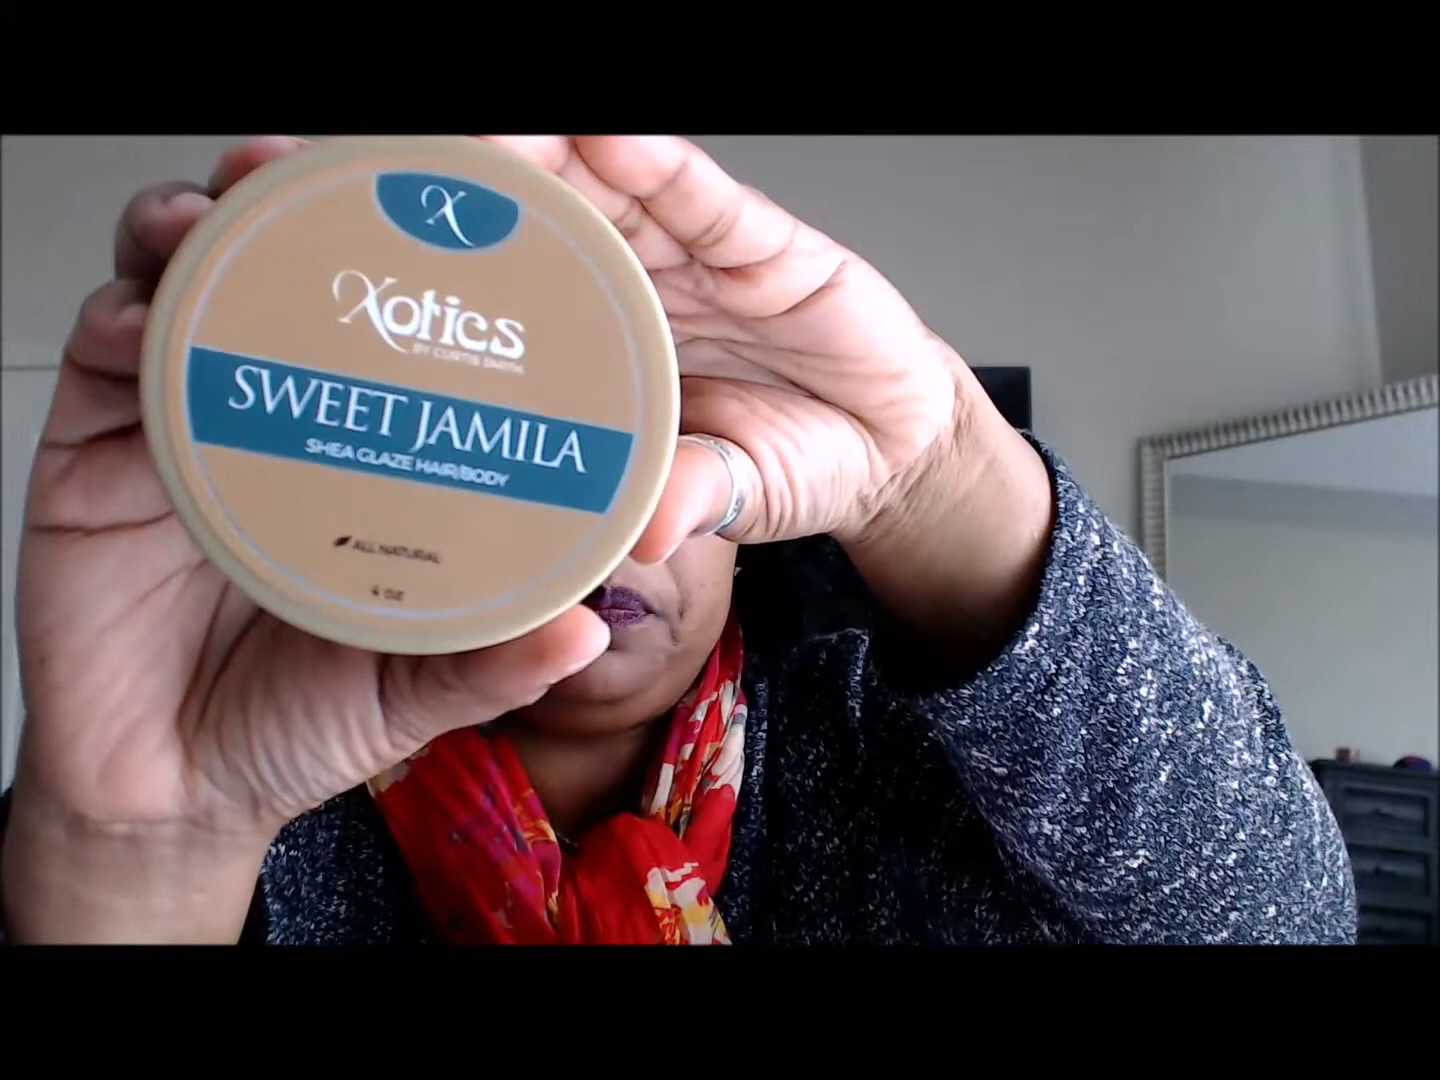 X
Xotics
BY CURTIS SMITH
SWEET JAMILA
SHEA GLAZE HAIR/BODY
ALL NATURAL
4 OZ